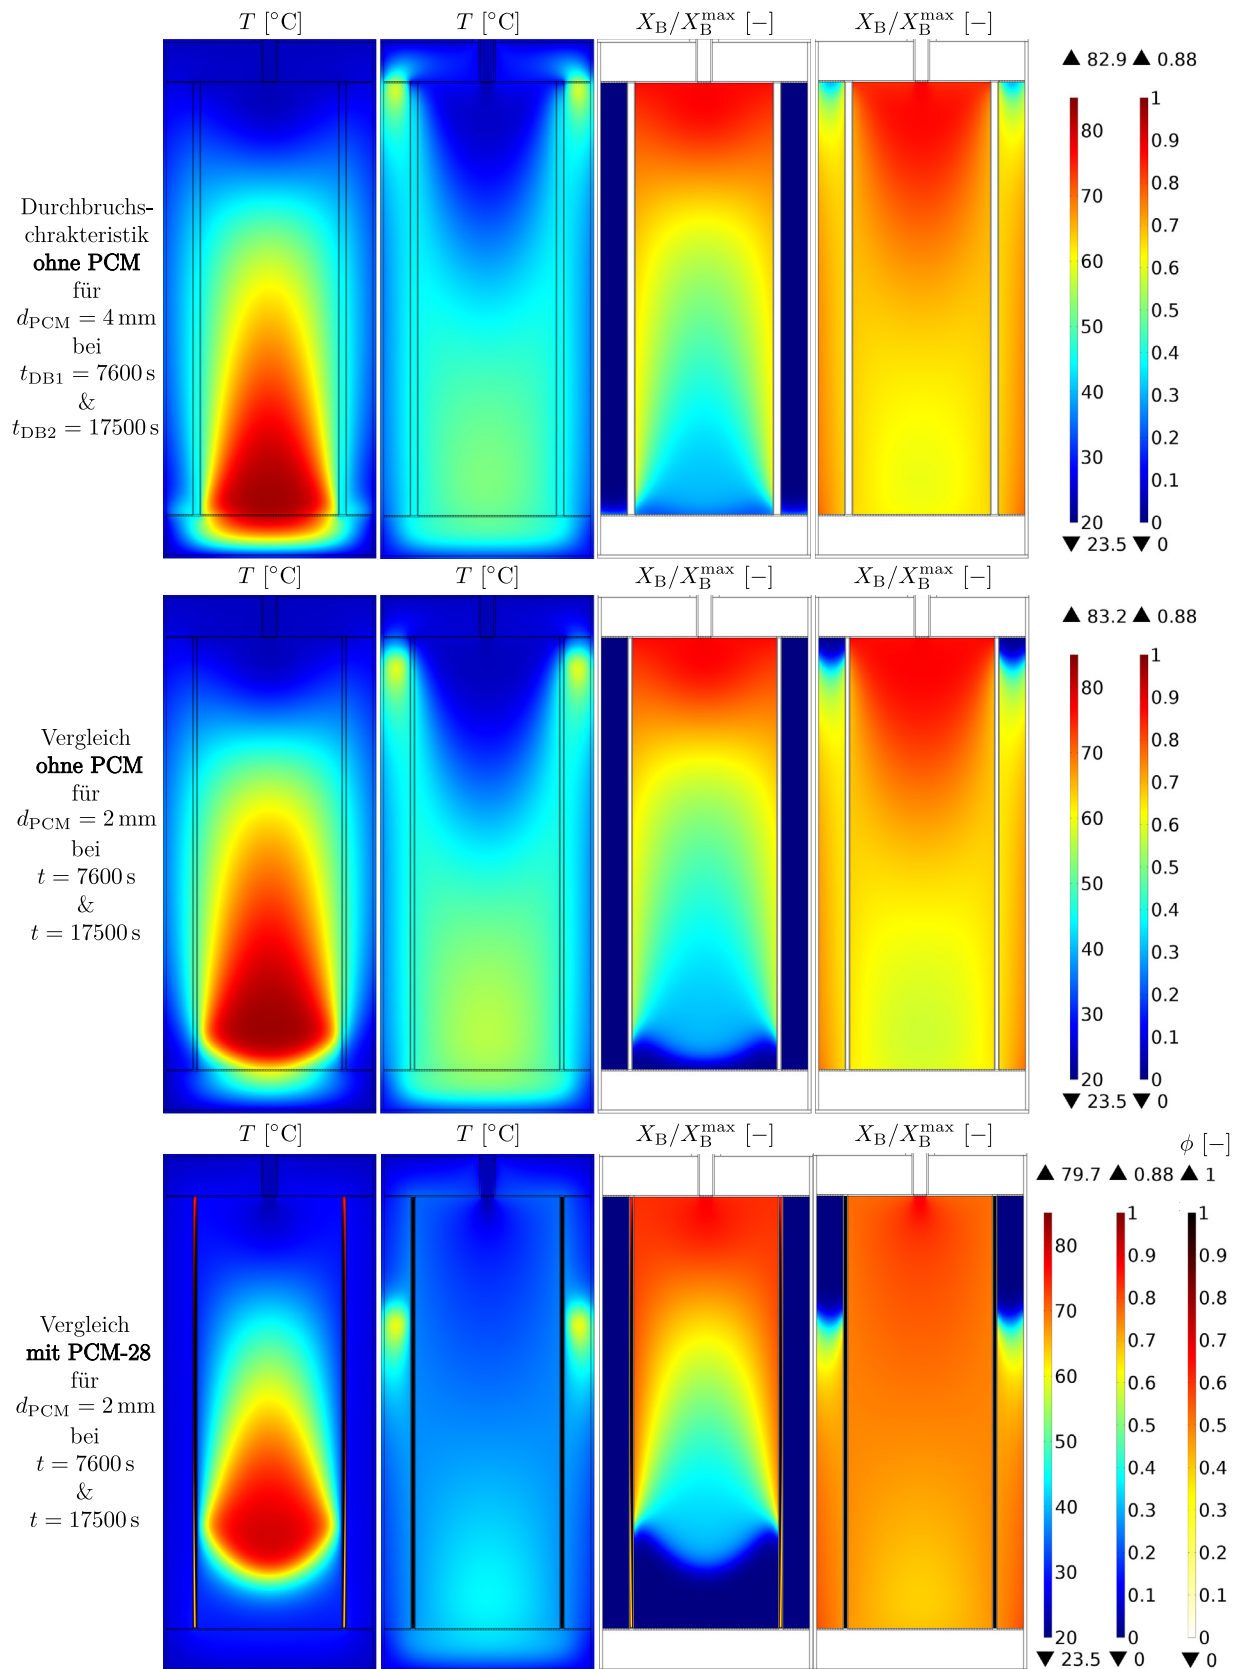 T [°C]
T [°C]
X_B/X_B^max [−]
X_B/X_B^max [−]
▲ 82.9 ▲ 0.88
Durchbruchs-
chrakteristik
ohne PCM
für
d_PCM = 4 mm
bei
t_DB1 = 7600 s
&
t_DB2 = 17500 s
80
70
60
50
40
30
20
1
0.9
0.8
0.7
0.6
0.5
0.4
0.3
0.2
0.1
0
▼ 23.5 ▼ 0
T [°C]
T [°C]
X_B/X_B^max [−]
X_B/X_B^max [−]
▲ 83.2 ▲ 0.88
Vergleich
ohne PCM
für
d_PCM = 2 mm
bei
t = 7600 s
&
t = 17500 s
80
70
60
50
40
30
20
1
0.9
0.8
0.7
0.6
0.5
0.4
0.3
0.2
0.1
0
▼ 23.5 ▼ 0
T [°C]
T [°C]
X_B/X_B^max [−]
X_B/X_B^max [−]
ϕ [−]
▲ 79.7 ▲ 0.88 ▲ 1
Vergleich
mit PCM-28
für
d_PCM = 2 mm
bei
t = 7600 s
&
t = 17500 s
80
70
60
50
40
30
20
1
0.9
0.8
0.7
0.6
0.5
0.4
0.3
0.2
0.1
0
1
0.9
0.8
0.7
0.6
0.5
0.4
0.3
0.2
0.1
0
▼ 23.5 ▼ 0 ▼ 0